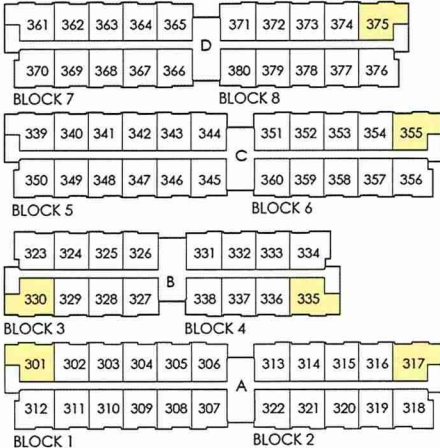 361 362 363 364 365 371 372 373 374 375
D
370 369 368 367 366 380 379 378 377 376
BLOCK 7 BLOCK 8
339 340 341 342 343 344 351 352 353 354 355
C
350 349 348 347 346 345 360 359 358 357 356
BLOCK 5 BLOCK 6
323 324 325 326 331 332 333 334
B
330 329 328 327 338 337 336 335
BLOCK 3 BLOCK 4
301 302 303 304 305 306 313 314 315 316 317
A
312 311 310 309 308 307 322 321 320 319 318
BLOCK 1 BLOCK 2